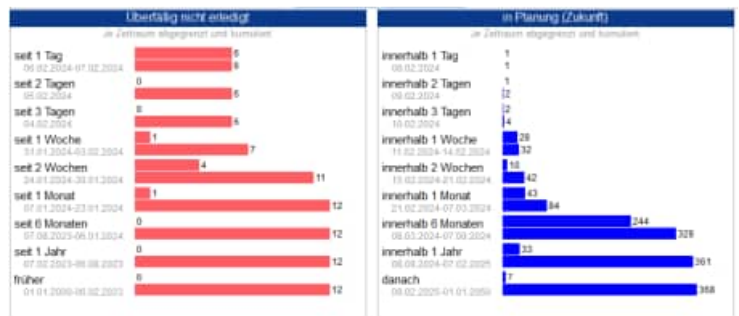 Überfällig nicht erledigt
Je Zeitraum abgegrenzt und kumuliert
seit 1 Tag
06.02.2024-07.02.2024
6
6
seit 2 Tagen
05.02.2024
0
6
seit 3 Tagen
04.02.2024
0
6
seit 1 Woche
31.01.2024-03.02.2024
1
7
seit 2 Wochen
24.01.2024-30.01.2024
4
11
seit 1 Monat
07.01.2024-23.01.2024
1
12
seit 6 Monaten
07.08.2023-06.01.2024
0
12
seit 1 Jahr
07.02.2023-06.08.2023
0
12
früher
01.01.2000-06.02.2023
0
12
in Planung (Zukunft)
Je Zeitraum abgegrenzt und kumuliert
innerhalb 1 Tag
08.02.2024
1
1
innerhalb 2 Tagen
09.02.2024
1
2
innerhalb 3 Tagen
10.02.2024
2
4
innerhalb 1 Woche
11.02.2024-14.02.2024
28
32
innerhalb 2 Wochen
15.02.2024-21.02.2024
10
42
innerhalb 1 Monat
21.02.2024-07.03.2024
43
84
innerhalb 6 Monaten
08.03.2024-07.08.2024
244
328
innerhalb 1 Jahr
08.08.2024-07.02.2025
33
361
danach
08.02.2025-01.01.2050
7
368